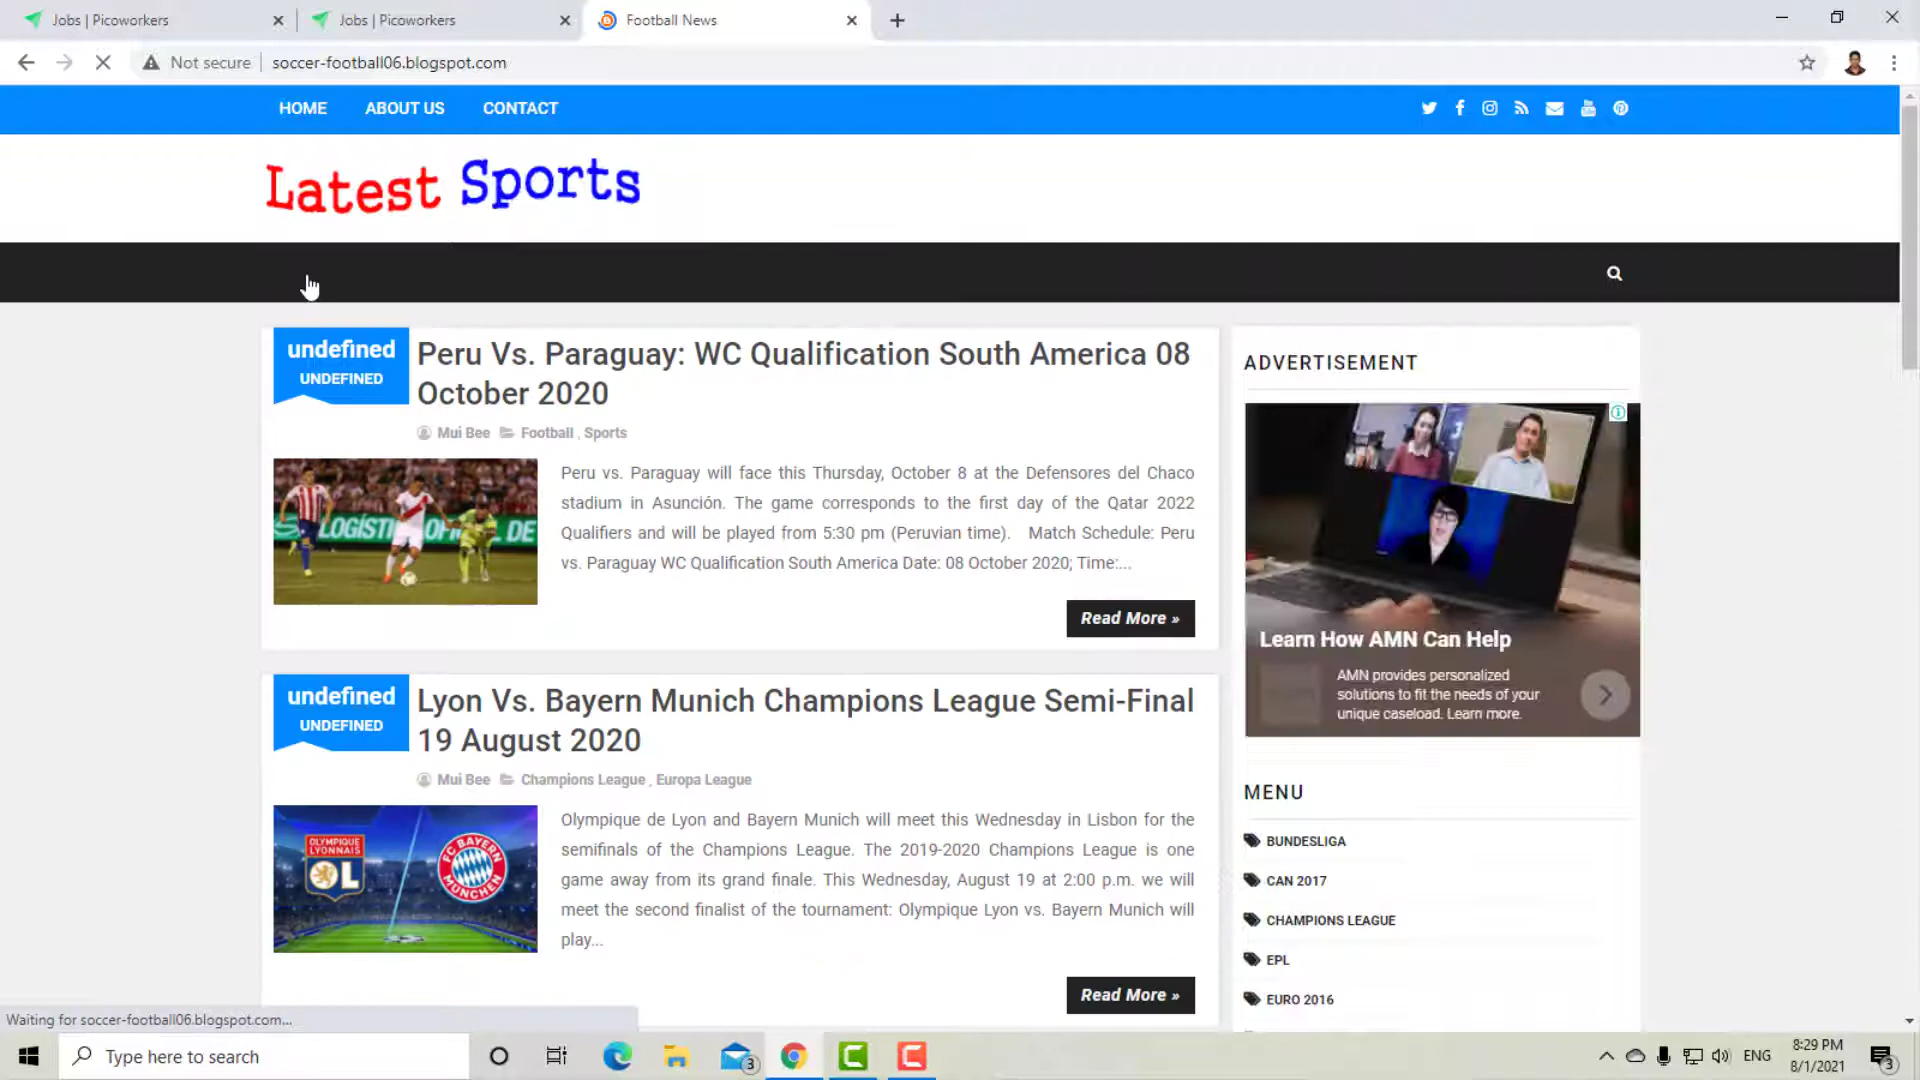 Jobs | Picoworkers
Jobs | Picoworkers
Football News
Not secure
soccer-football06.blogspot.com
HOME
ABOUT US
CONTACT
Latest Sports
undefined
UNDEFINED
Peru Vs. Paraguay: WC Qualification South America 08
October 2020
Mui Bee
Football , Sports
Peru vs. Paraguay will face this Thursday, October 8 at the Defensores del Chaco
stadium in Asunción. The game corresponds to the first day of the Qatar 2022
Qualifiers and will be played from 5:30 pm (Peruvian time). Match Schedule: Peru
vs. Paraguay WC Qualification South America Date: 08 October 2020; Time:...
Read More »
undefined
UNDEFINED
Lyon Vs. Bayern Munich Champions League Semi-Final
19 August 2020
Mui Bee
Champions League , Europa League
OLYMPIQUE
LYONNAIS
OL
FC BAYERN
MÜNCHEN
Olympique de Lyon and Bayern Munich will meet this Wednesday in Lisbon for the
semifinals of the Champions League. The 2019-2020 Champions League is one
game away from its grand finale. This Wednesday, August 19 at 2:00 p.m. we will
meet the second finalist of the tournament: Olympique Lyon vs. Bayern Munich will
play...
Read More »
ADVERTISEMENT
Learn How AMN Can Help
AMN provides personalized
solutions to fit the needs of your
unique caseload. Learn more.
MENU
BUNDESLIGA
CAN 2017
CHAMPIONS LEAGUE
EPL
EURO 2016
Waiting for soccer-football06.blogspot.com...
Type here to search
3
ENG
8:29 PM
8/1/2021
3